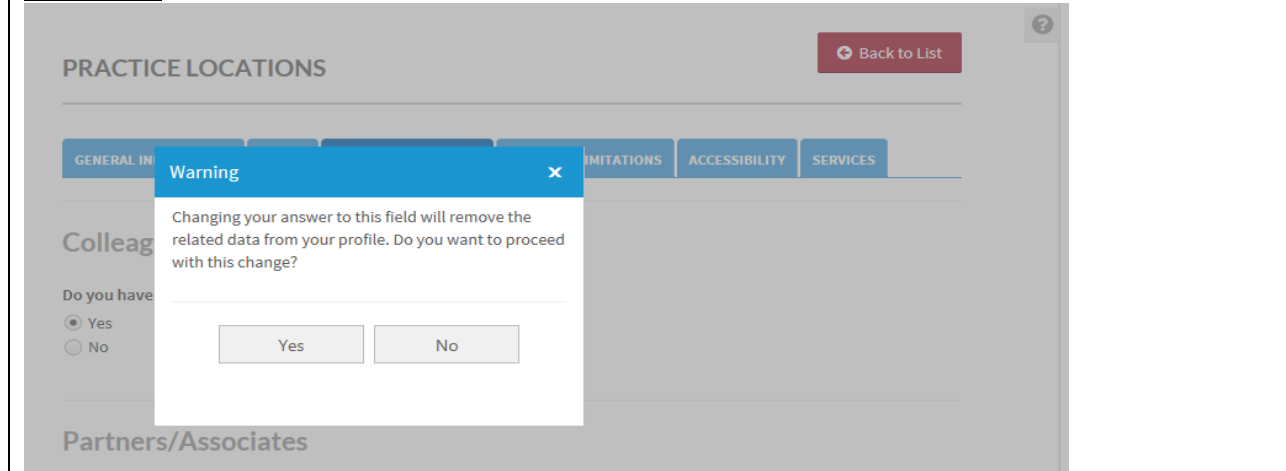 Back to List
PRACTICE LOCATIONS
GENERAL IN
IMITATIONS
ACCESSIBILITY
SERVICES
Warning
Changing your answer to this field will remove the
related data from your profile. Do you want to proceed
with this change?
Yes No
Colleag
Do you have
Yes
No
Partners/Associates